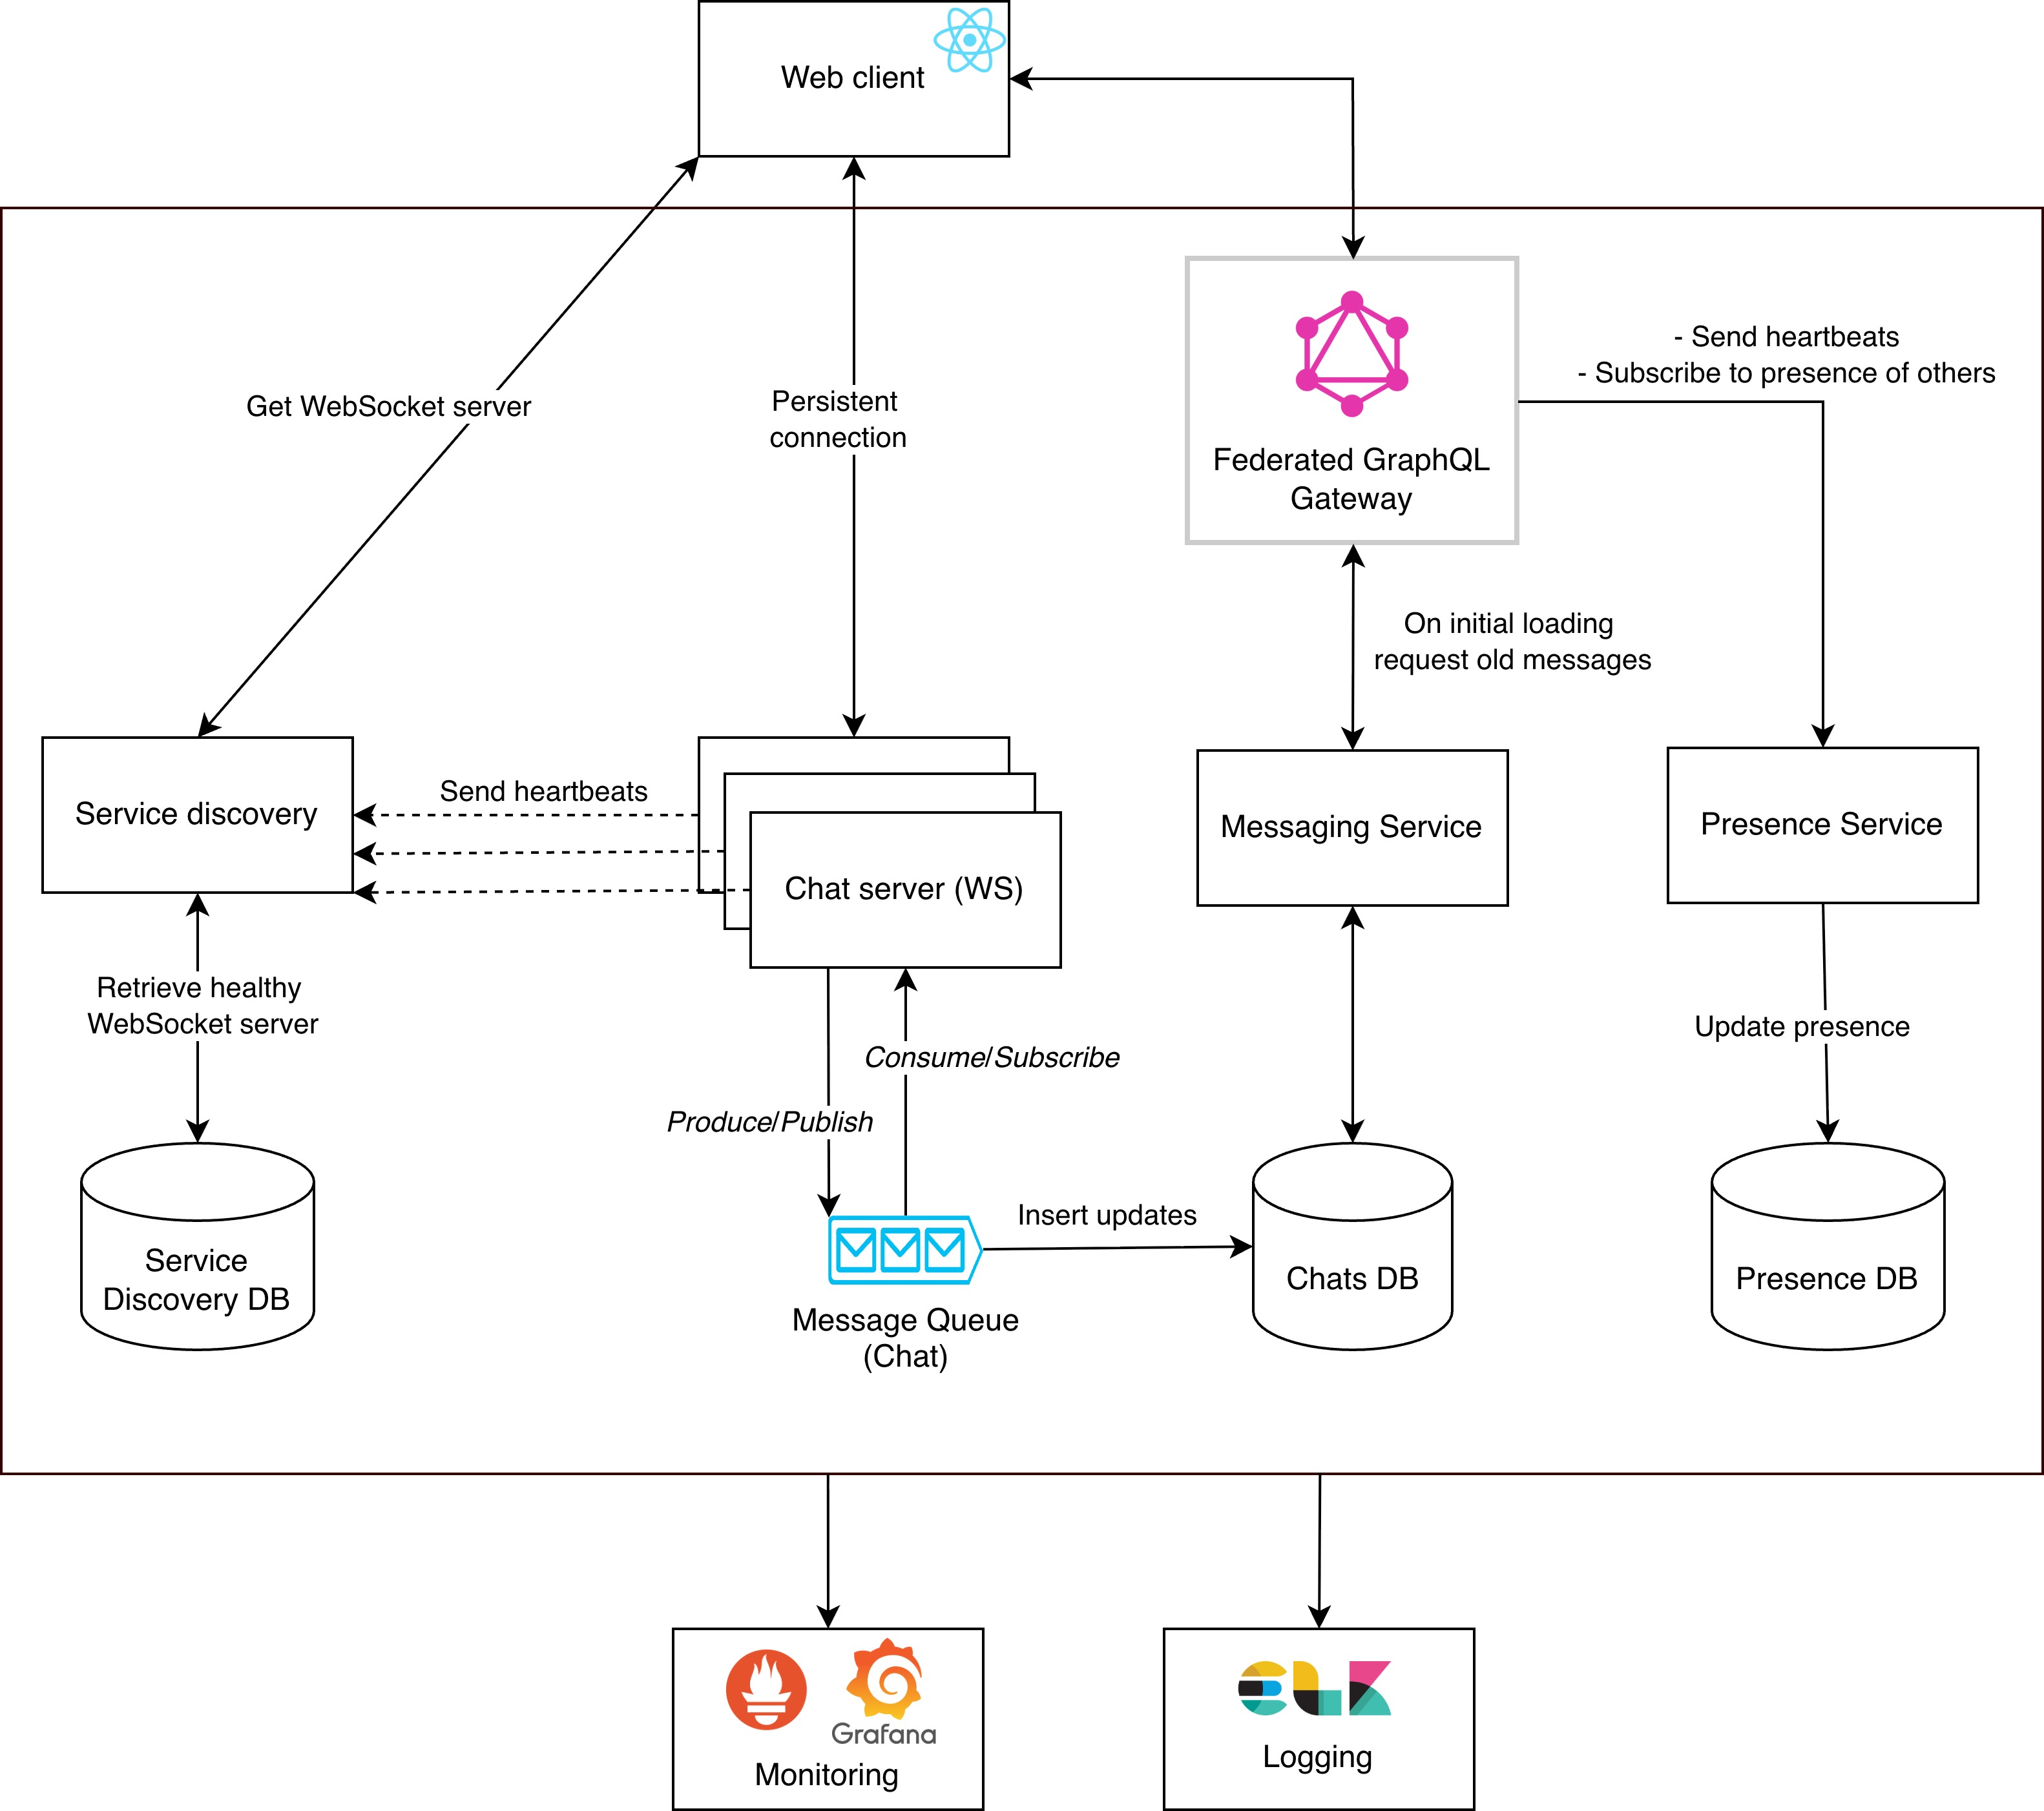 Web client
- Send heartbeats
- Subscribe to presence of others
Get WebSocket server
Persistent
connection
Federated GraphQL
Gateway
On initial loading
request old messages
Send heartbeats
Service discovery
Chat server (WS)
Messaging Service
Presence Service
Retrieve healthy
WebSocket server
Consume/Subscribe
Update presence
Produce/Publish
Insert updates
Service
Discovery DB
Message Queue
(Chat)
Chats DB
Presence DB
Grafana
Monitoring
ELK
Logging